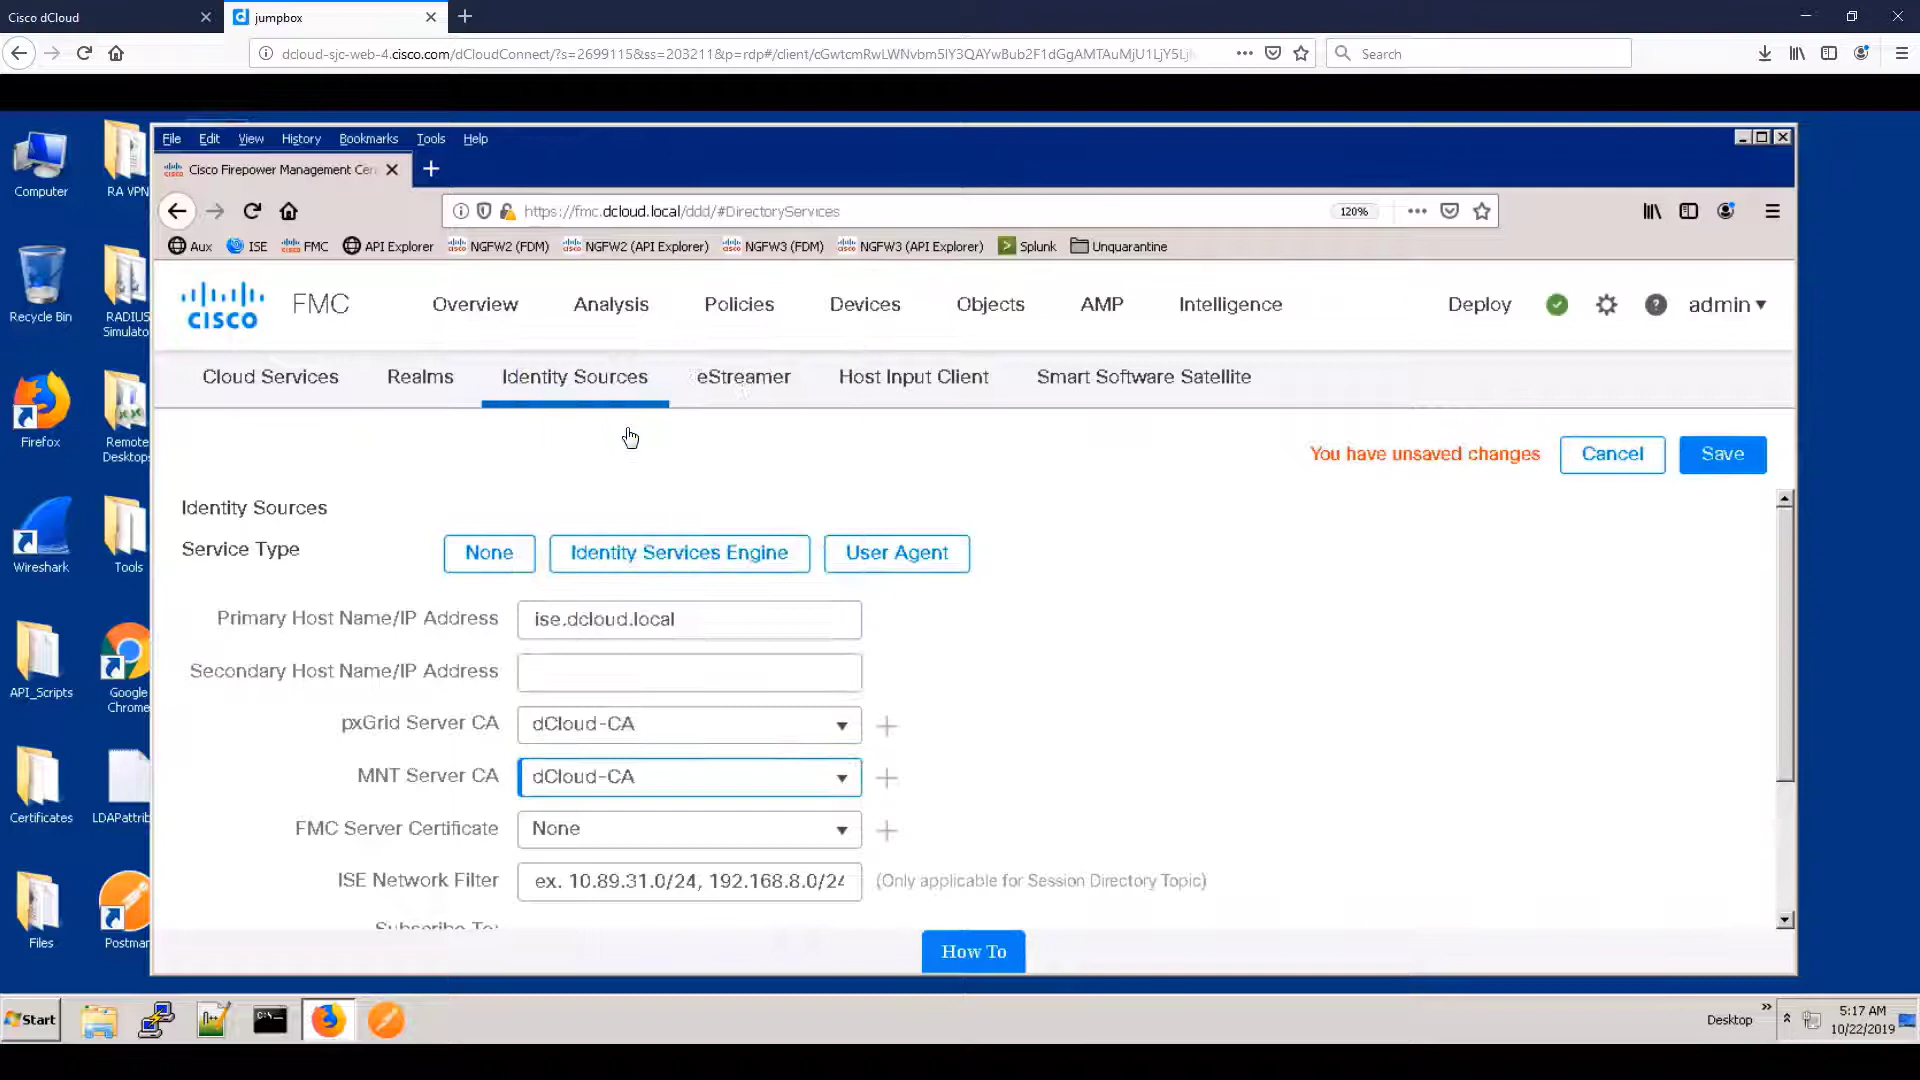 Cisco dCloud
jumpbox
dcloud-sjc-web-4.cisco.com/dCloudConnect/?s=2699115&ss=203211&p=rdp#/client/
Search
Computer
RA VPN
Recycle Bin
RADIUS
Simulato
Firefox
Remote
Desktops
Wireshark
Tools
API_Scripts
Google
Chrome
Certificates
LDAPattrib
Files
Postman
File Edit View History Bookmarks Tools Help
Cisco Firepower Management Cen
https://fmc.dcloud.local/ddd/#DirectoryServices
120%
Aux ISE FMC API Explorer NGFW2 (FDM) NGFW2 (API Explorer) NGFW3 (FDM) NGFW3 (API Explorer) Splunk Unquarantine
CISCO FMC Overview Analysis Policies Devices Objects AMP Intelligence Deploy admin
Cloud Services Realms Identity Sources eStreamer Host Input Client Smart Software Satellite
You have unsaved changes Cancel Save
Identity Sources
Service Type None Identity Services Engine User Agent
Primary Host Name/IP Address ise.dcloud.local
Secondary Host Name/IP Address
pxGrid Server CA dCloud-CA
MNT Server CA dCloud-CA
FMC Server Certificate None
ISE Network Filter ex. 10.89.31.0/24, 192.168.8.0/24 (Only applicable for Session Directory Topic)
Subscribe To:
How To
Start
Desktop
5:17 AM
10/22/2019